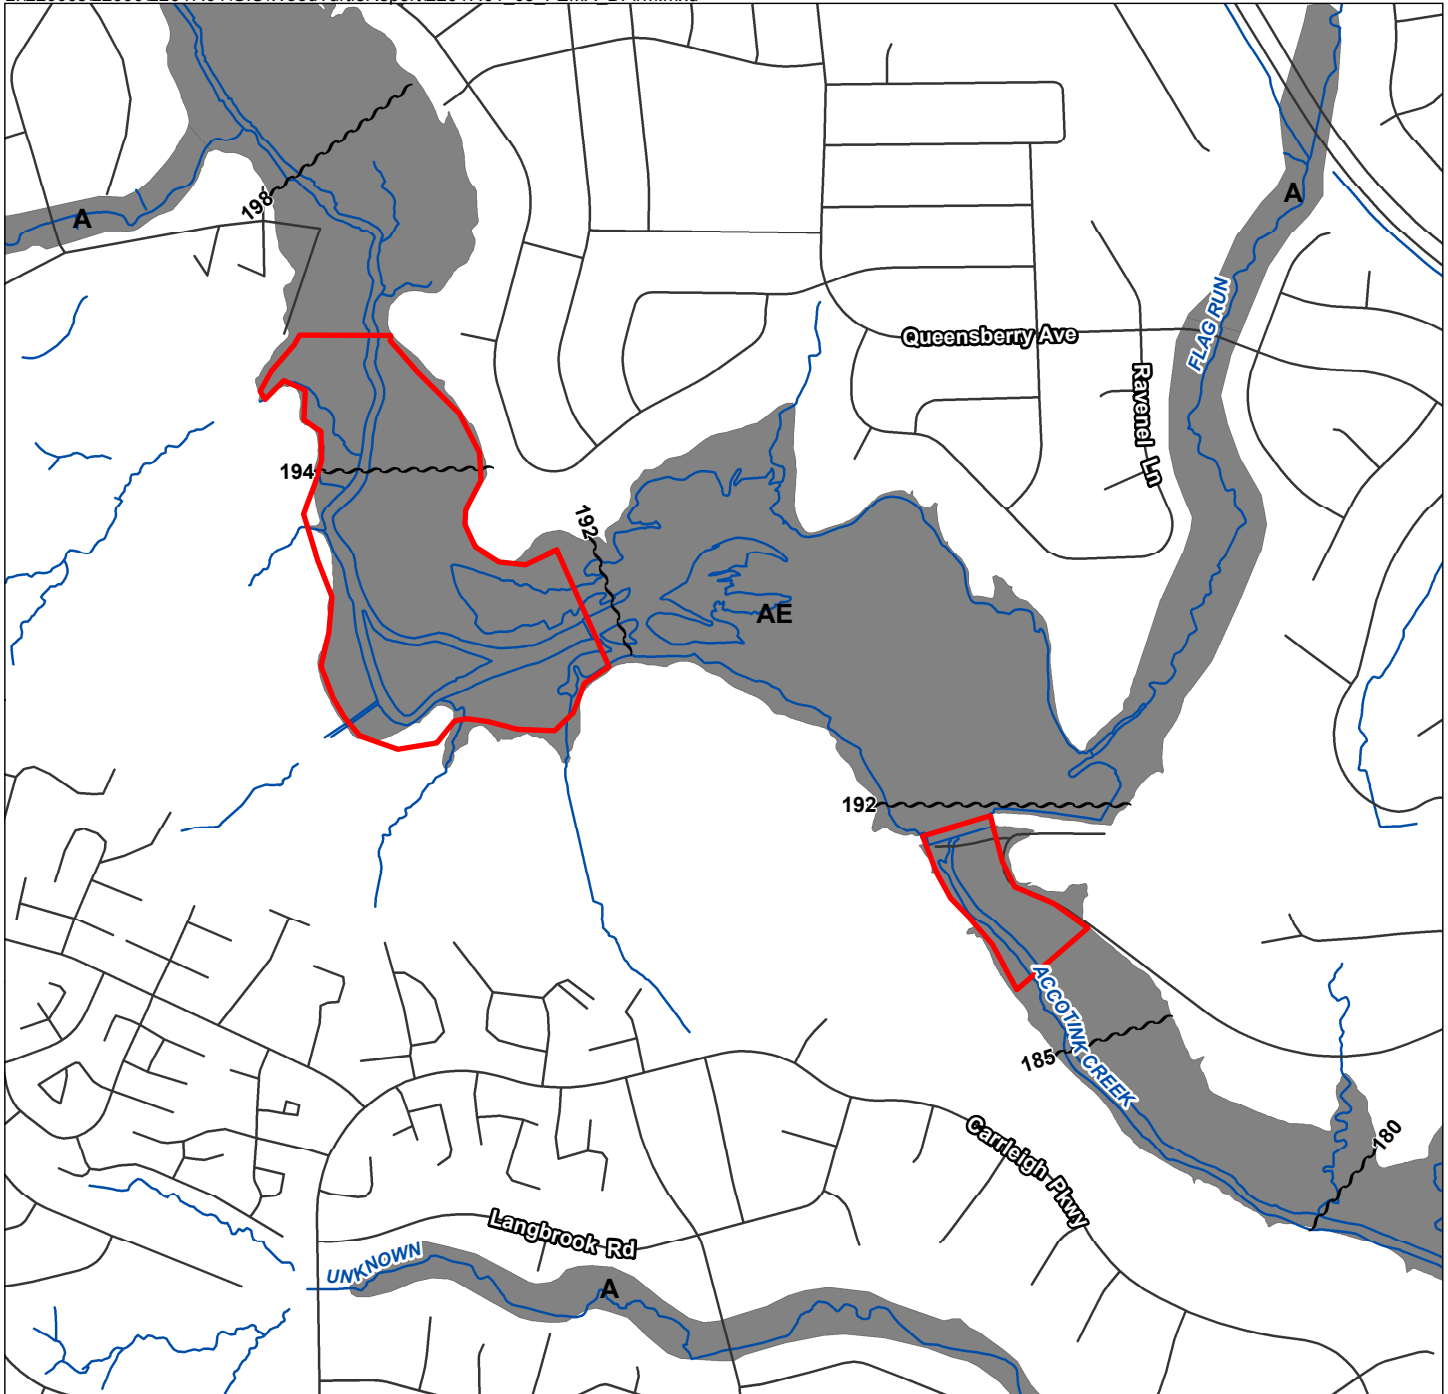 198
A
A
FLAG RUN
Queensberry Ave
Ravenel Ln
194
192
AE
192
ACCOTINK CREEK
185
180
Carrleigh Pkwy
Langbrook Rd
UNKNOWN
A